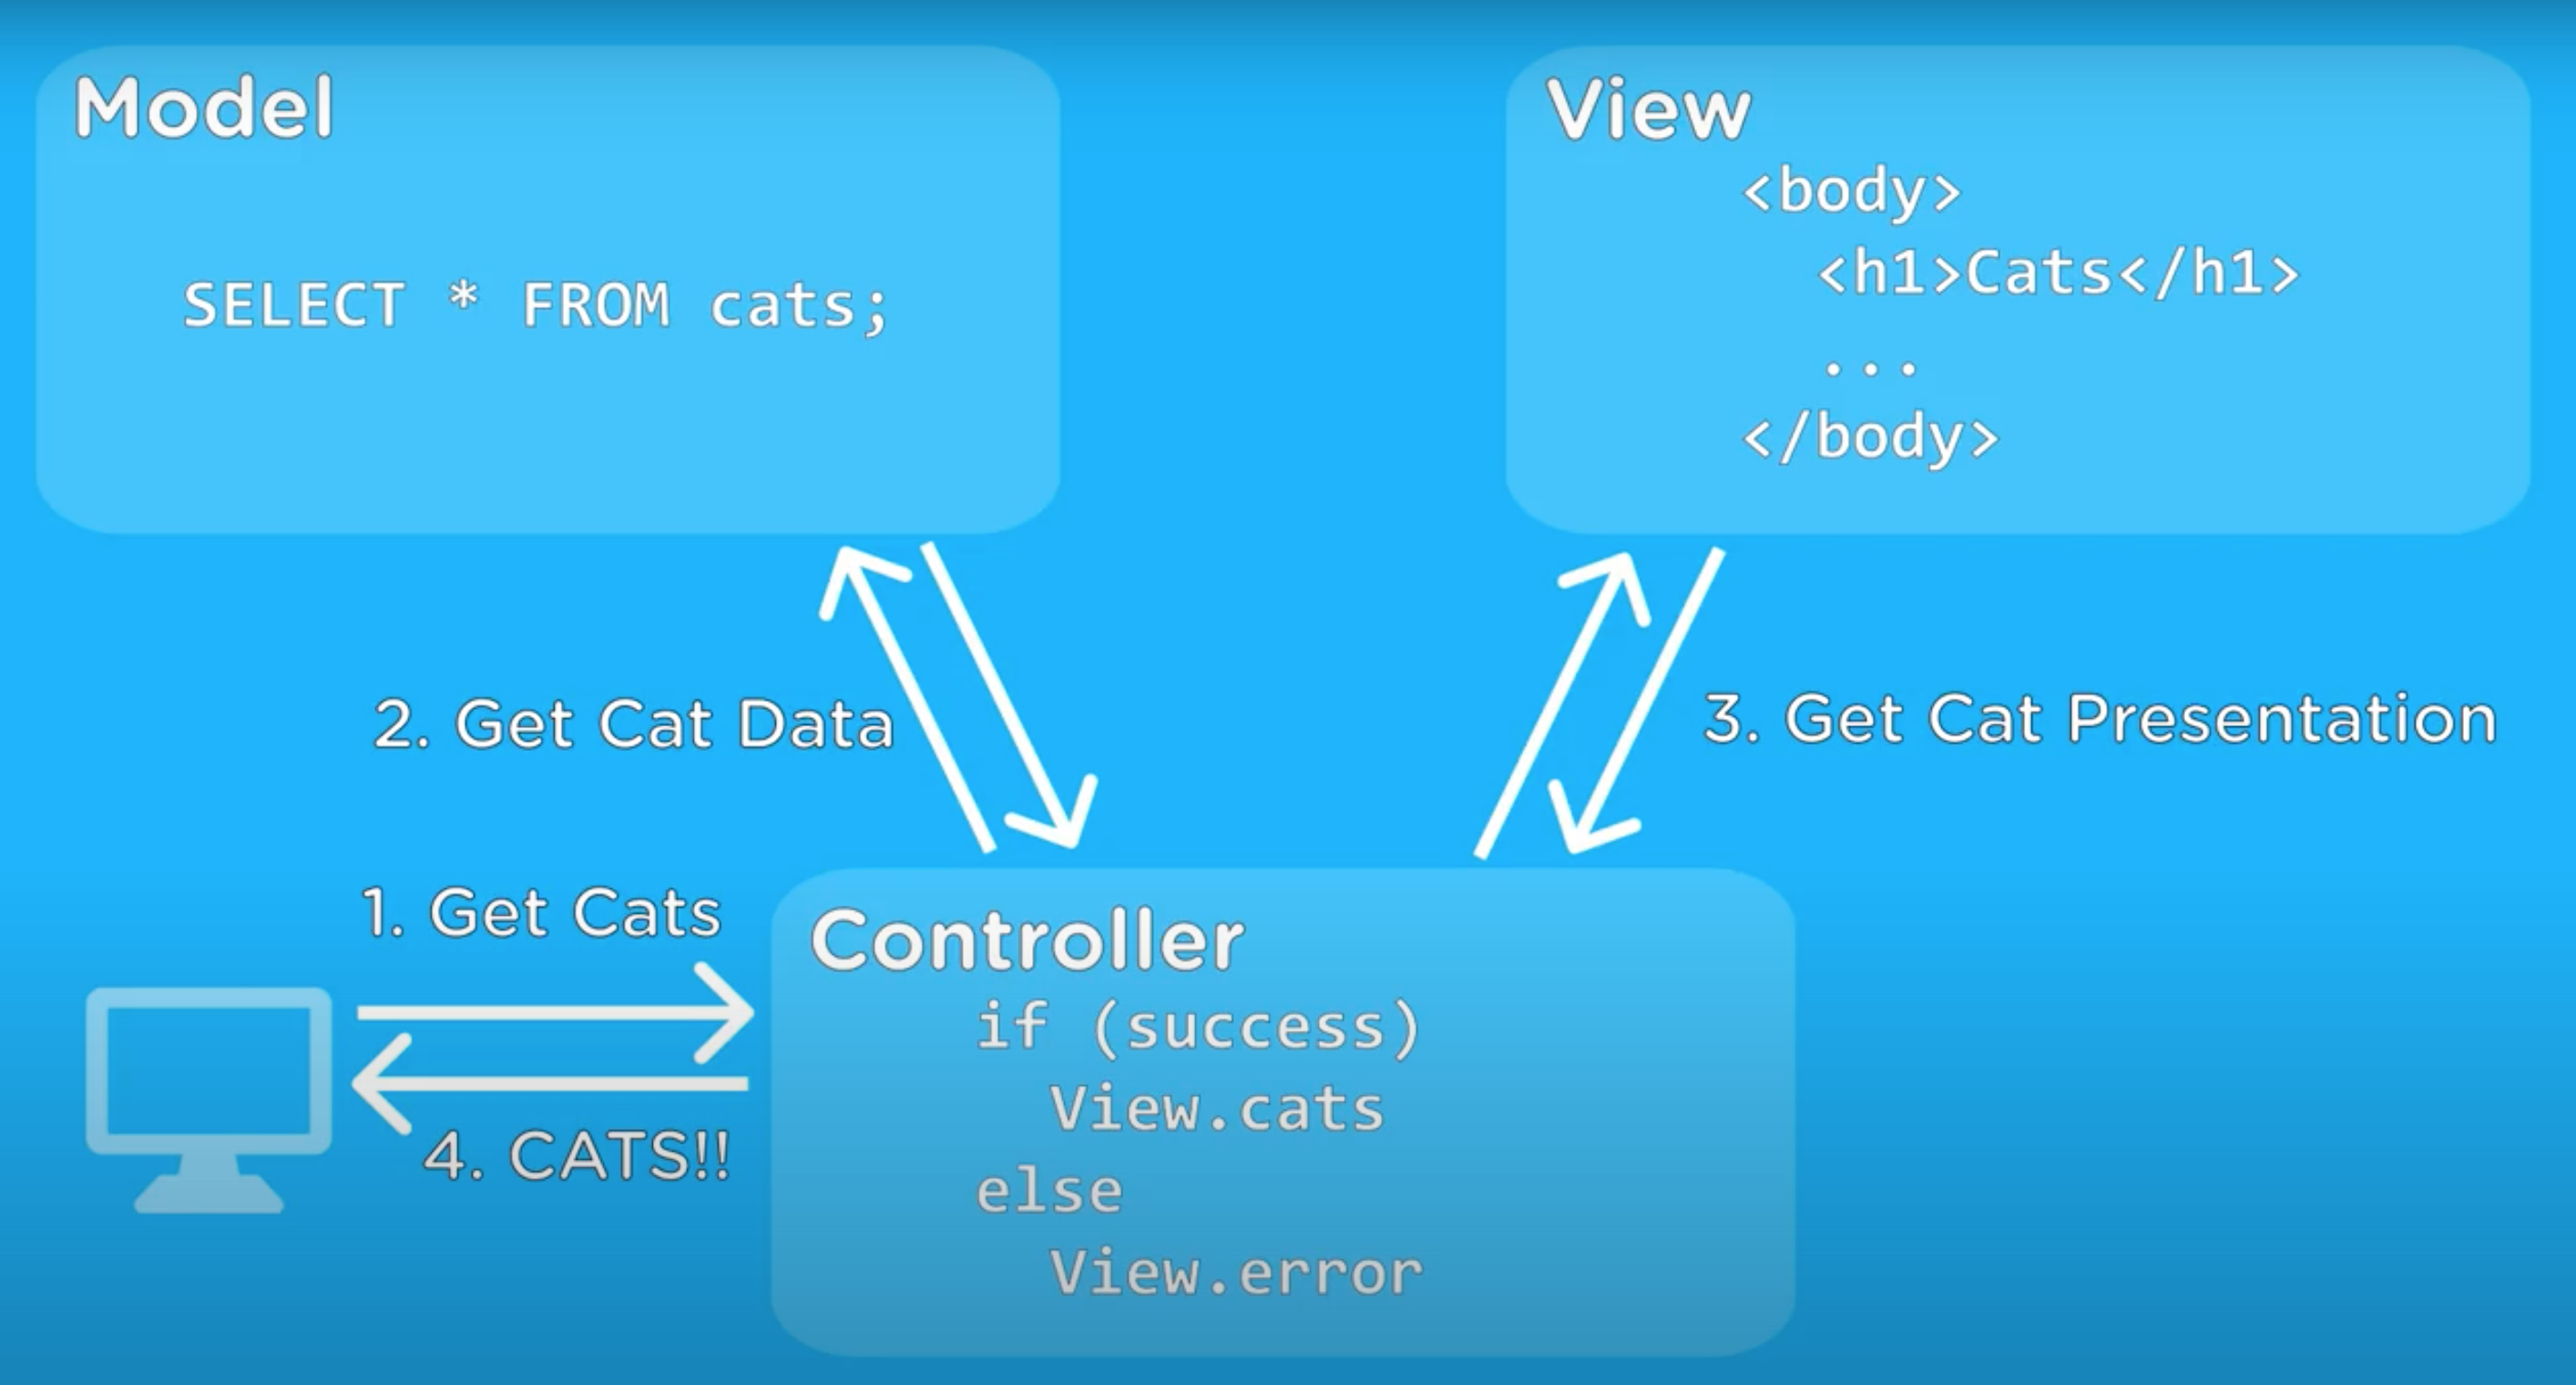 Model
SELECT * FROM cats;
View
<body>
<h1>Cats</h1>
...
</body>
2. Get Cat Data
3. Get Cat Presentation
1. Get Cats
4. CATS!!
Controller
if (success)
View.cats
else
View.error